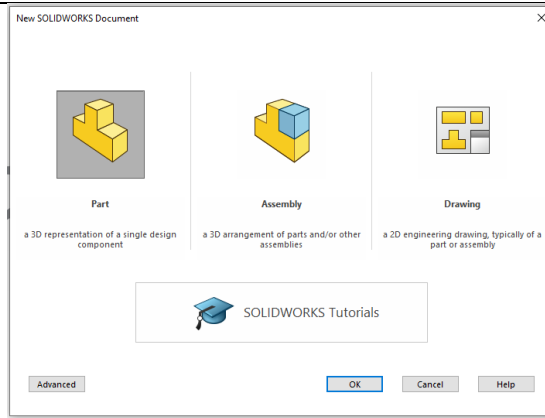 New SOLIDWORKS Document
Part
Assembly
Drawing
a 3D representation of a single design
component
a 3D arrangement of parts and/or other
assemblies
a 2D engineering drawing, typically of a
part or assembly
SOLIDWORKS Tutorials
Advanced
OK
Cancel
Help